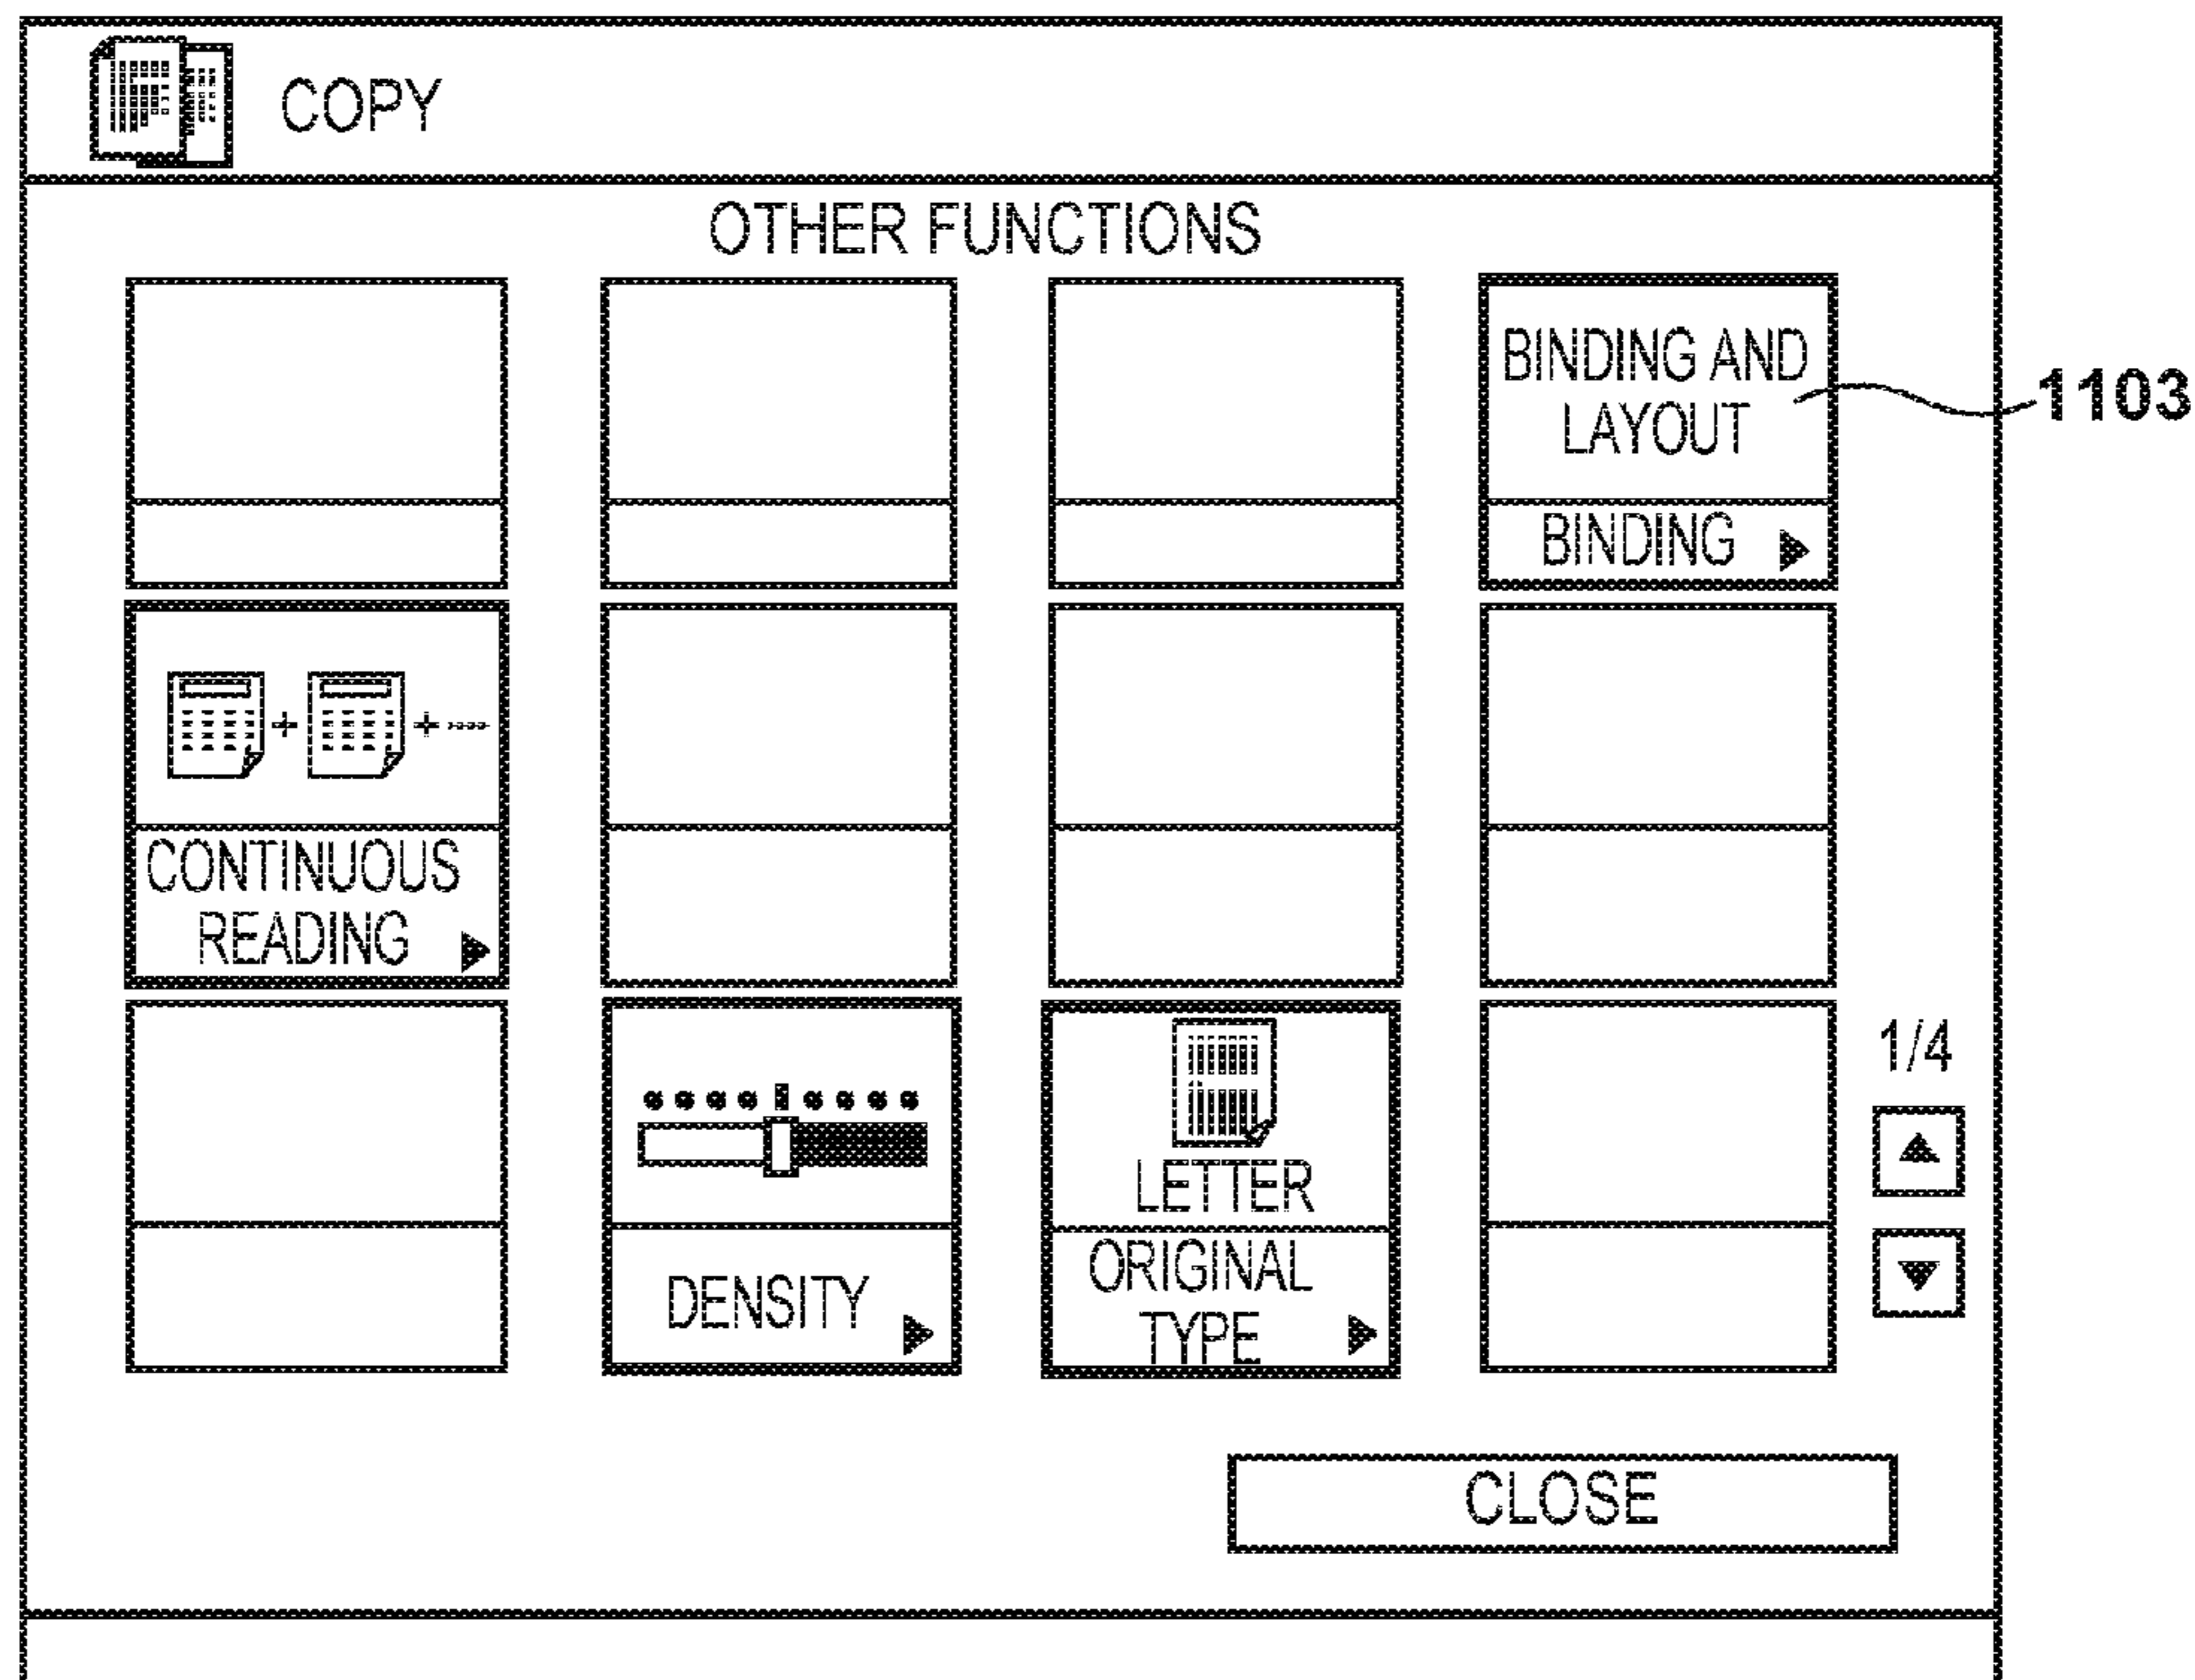 COPY
OTHER FUNCTIONS
BINDING AND
LAYOUT
BINDING
1103
CONTINUOUS
READING
DENSITY
LETTER
ORIGINAL
TYPE
1/4
CLOSE